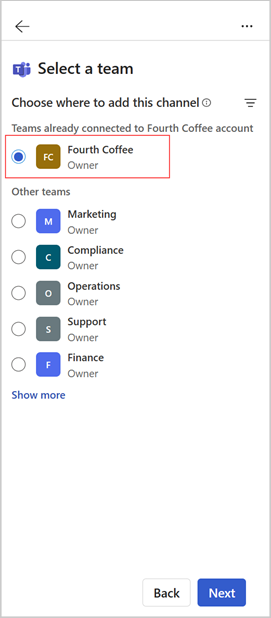 Select a team
Choose where to add this channel
Teams already connected to Fourth Coffee account
FC
Fourth Coffee
Owner
Other teams
M
Marketing
Owner
C
Compliance
Owner
O
Operations
Owner
S
Support
Owner
F
Finance
Owner
Show more
Back
Next